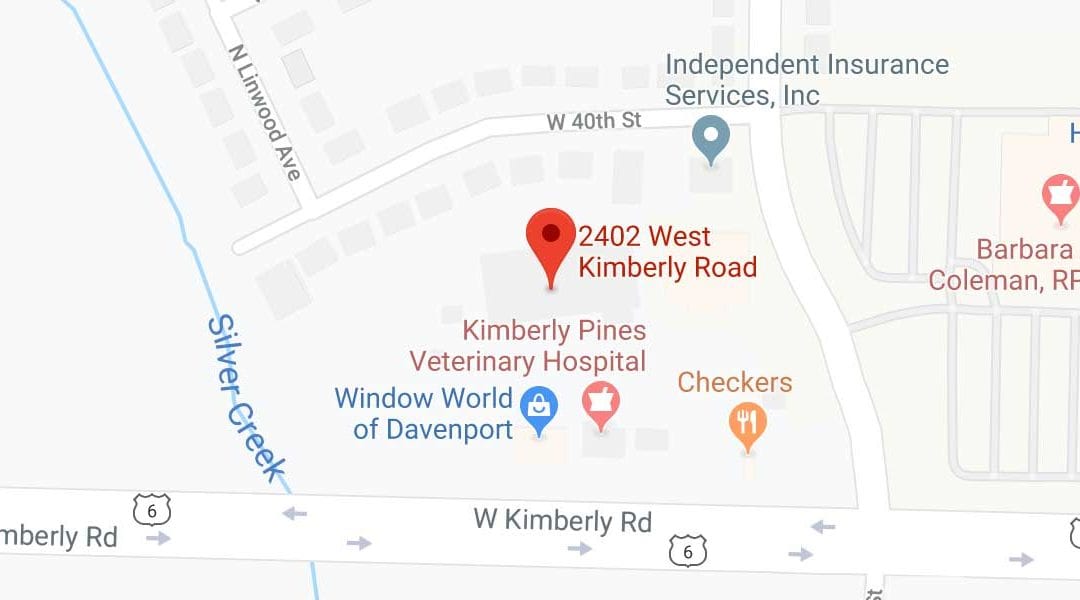 N Linwood Ave
W 40th St
Independent Insurance
Services, Inc
H
2402 West
Kimberly Road
Barbara
Coleman, RP
Silver Creek
Kimberly Pines
Veterinary Hospital
Window World
of Davenport
Checkers
6
W Kimberly Rd
mberly Rd
6